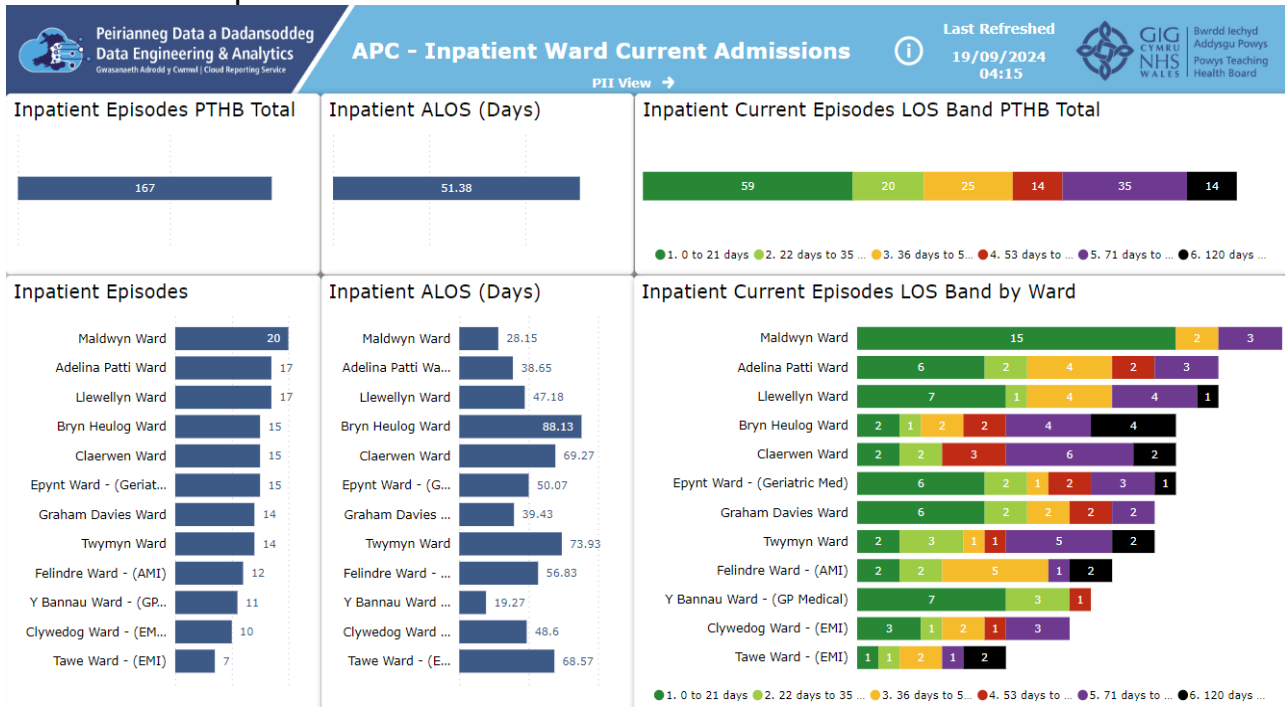 Peirianneg Data a Dadansoddeg
Data Engineering & Analytics
Gwasanaeth Adrodd y Cwmwl | Cloud Reporting Service
APC - Inpatient Ward Current Admissions
PII View →
i
Last Refreshed
19/09/2024
04:15
GIG
CYMRU
NHS
WALES
Bwrdd Iechyd
Addysgu Powys
Powys Teaching
Health Board
Inpatient Episodes PTHB Total
167
Inpatient ALOS (Days)
51.38
Inpatient Current Episodes LOS Band PTHB Total
59 20 25 14 35 14
1. 0 to 21 days 2. 22 days to 35 ... 3. 36 days to 5... 4. 53 days to ... 5. 71 days to ... 6. 120 days ...
Inpatient Episodes
Maldwyn Ward 20
Adelina Patti Ward 17
Llewellyn Ward 17
Bryn Heulog Ward 15
Claerwen Ward 15
Epynt Ward - (Geriat... 15
Graham Davies Ward 14
Twymyn Ward 14
Felindre Ward - (AMI) 12
Y Bannau Ward - (GP... 11
Clywedog Ward - (EM... 10
Tawe Ward - (EMI) 7
Inpatient ALOS (Days)
Maldwyn Ward 28.15
Adelina Patti Wa... 38.65
Llewellyn Ward 47.18
Bryn Heulog Ward 88.13
Claerwen Ward 69.27
Epynt Ward - (G... 50.07
Graham Davies ... 39.43
Twymyn Ward 73.93
Felindre Ward - ... 56.83
Y Bannau Ward ... 19.27
Clywedog Ward ... 48.6
Tawe Ward - (E... 68.57
Inpatient Current Episodes LOS Band by Ward
Maldwyn Ward 15 2 3
Adelina Patti Ward 6 2 4 2 3
Llewellyn Ward 7 1 4 4 1
Bryn Heulog Ward 2 1 2 2 4 4
Claerwen Ward 2 2 3 6 2
Epynt Ward - (Geriatric Med) 6 2 1 2 3 1
Graham Davies Ward 6 2 2 2 2
Twymyn Ward 2 3 1 1 5 2
Felindre Ward - (AMI) 2 2 5 1 2
Y Bannau Ward - (GP Medical) 7 3 1
Clywedog Ward - (EMI) 3 1 2 1 3
Tawe Ward - (EMI) 1 1 2 1 2
1. 0 to 21 days 2. 22 days to 35 ... 3. 36 days to 5... 4. 53 days to ... 5. 71 days to ... 6. 120 days ...